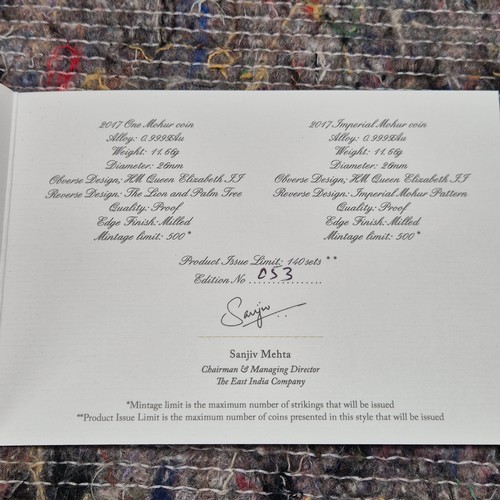 2017 One Mohur coin
Alloy: 0.9999Au
Weight: 11.66g
Diameter: 26mm
Obverse Design; HM Queen Elizabeth II
Reverse Design: The Lion and Palm Tree
Quality: Proof
Edge Finish: Milled
Mintage limit: 500*
2017 Imperial Mohur coin
Alloy: 0.9999Au
Weight: 11.66g
Diameter: 26mm
Obverse Design; HM Queen Elizabeth II
Reverse Design: Imperial Mohur Pattern
Quality: Proof
Edge Finish: Milled
Mintage limit: 500*
Product Issue Limit: 140sets **
Edition No 053
Sanjiv
Sanjiv Mehta
Chairman & Managing Director
The East India Company
*Mintage limit is the maximum number of strikings that will be issued
**Product Issue Limit is the maximum number of coins presented in this style that will be issued